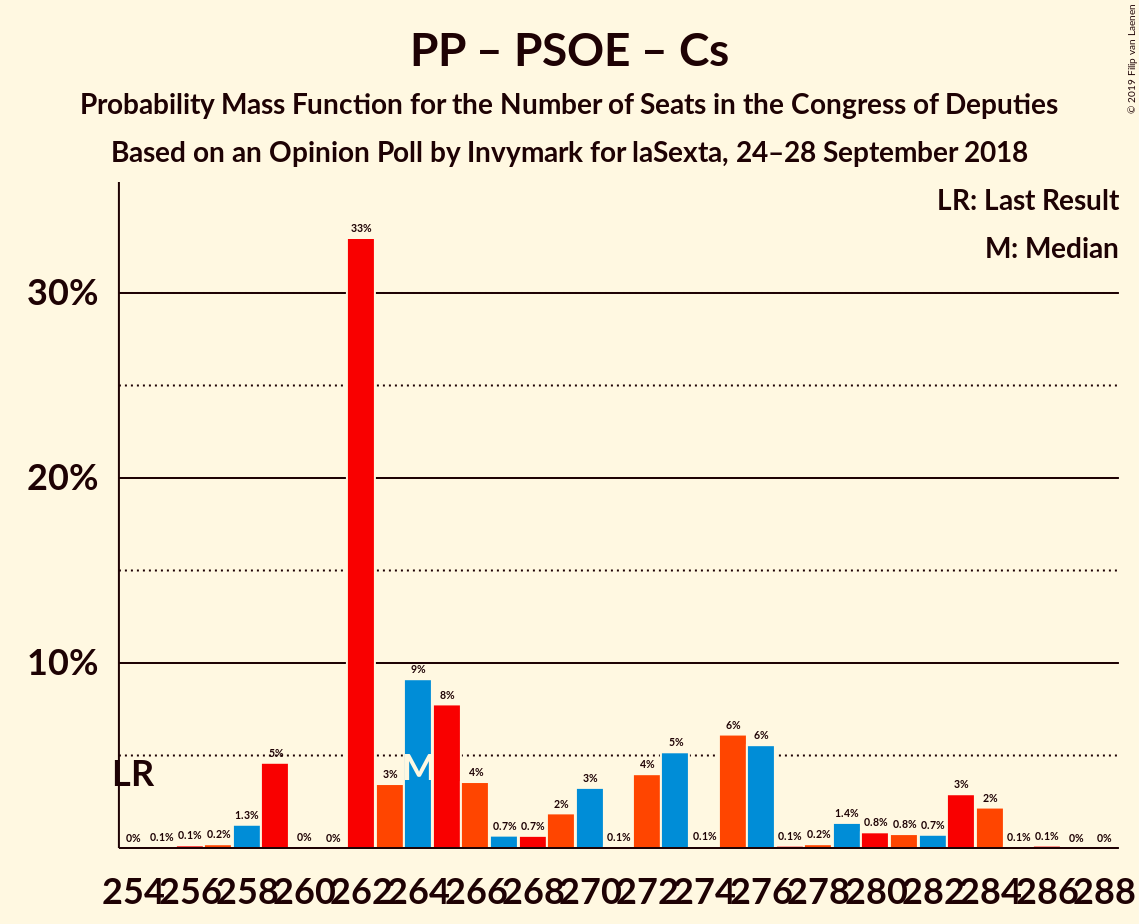 PP – PSOE – Cs
Probability Mass Function for the Number of Seats in the Congress of Deputies
Based on an Opinion Poll by Invymark for laSexta, 24–28 September 2018
© 2019 Filip van Laenen
LR: Last Result
M: Median
30%
20%
10%
33%
9%
8%
6%
6%
5%
5%
4%
4%
3%
3%
3%
2%
2%
1.3%
1.4%
0% 0.1% 0.1% 0.2% 0% 0% 0.7% 0.7% 0.1% 0.1% 0.1% 0.2% 0.8% 0.8% 0.7% 0.1% 0.1% 0% 0%
LR
M
254 256 258 260 262 264 266 268 270 272 274 276 278 280 282 284 286 288